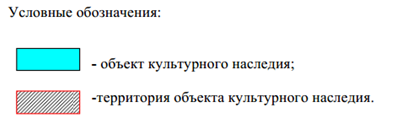 Условные обозначения:
- объект культурного наследия;
-территория объекта культурного наследия.